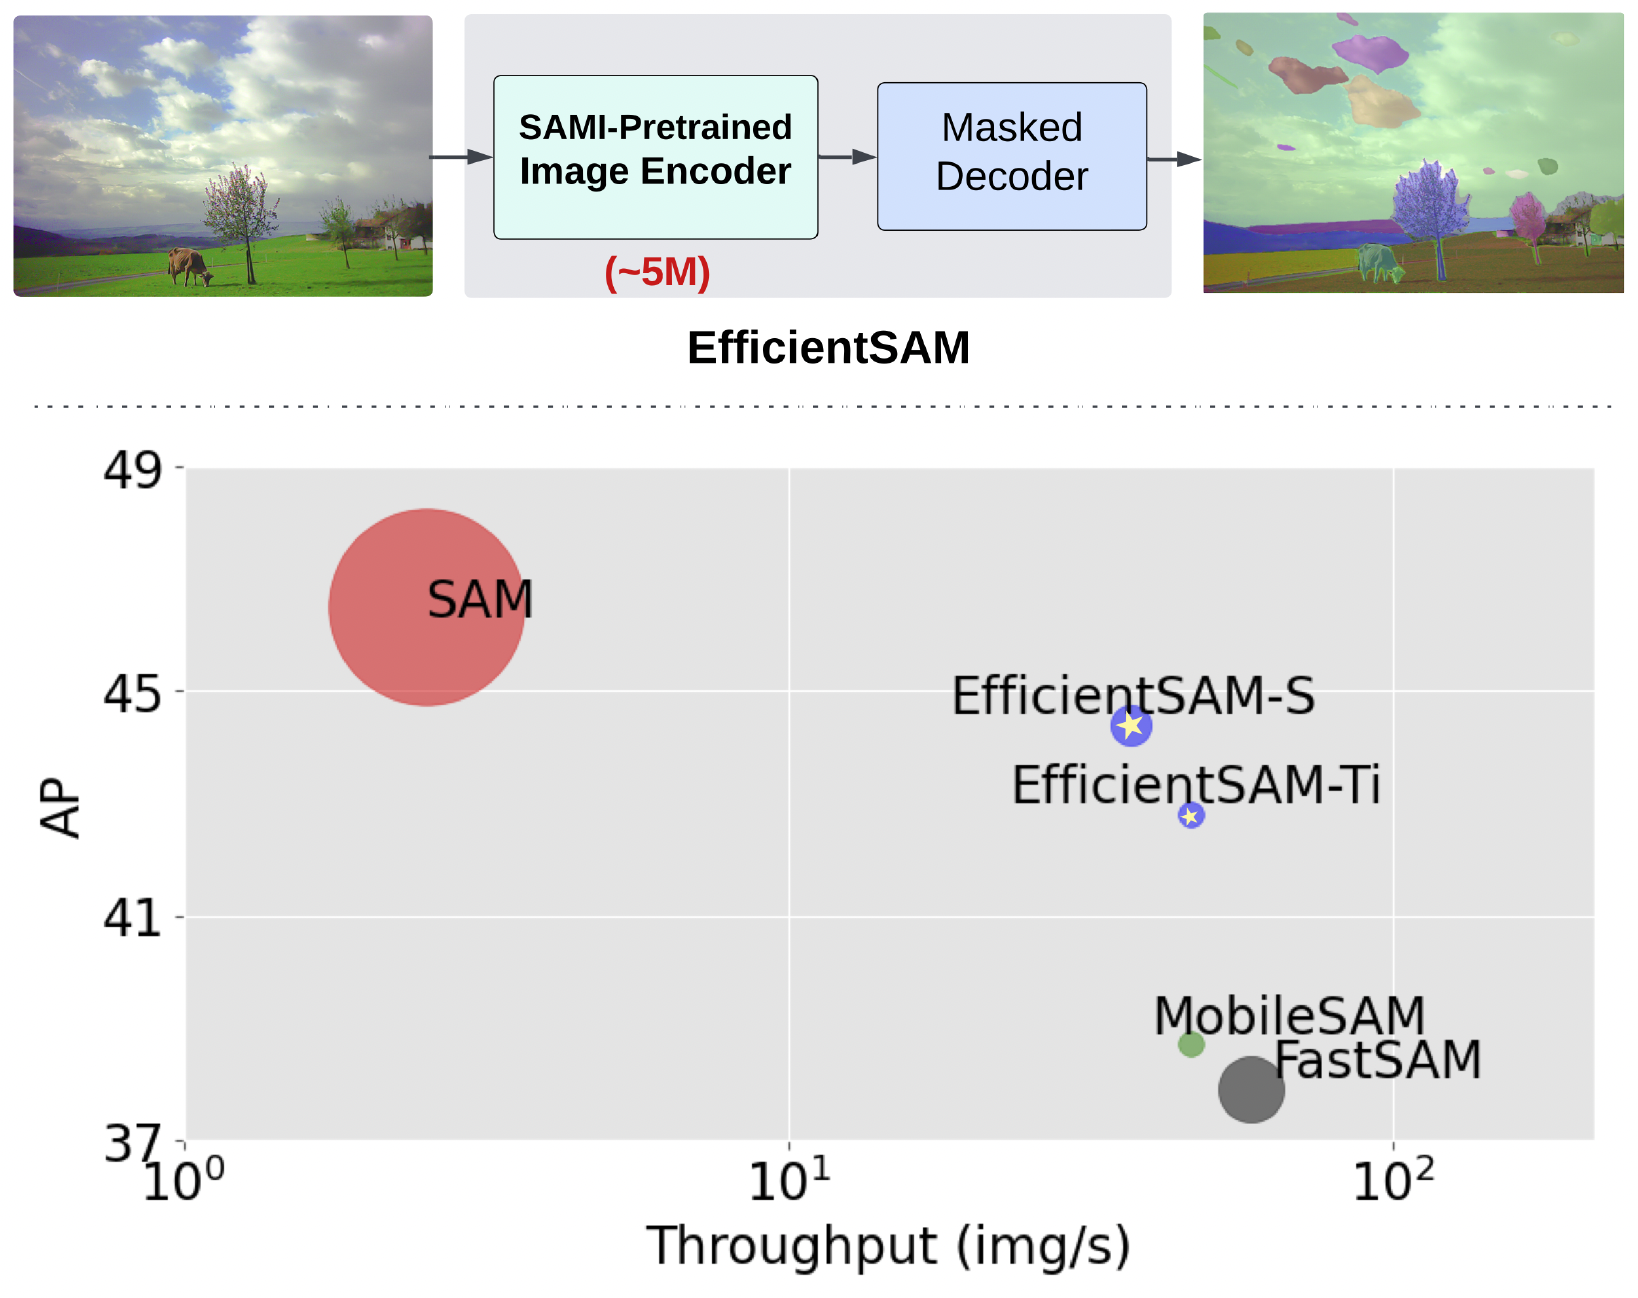 SAMI-Pretrained
Image Encoder
(~5M)
Masked
Decoder
EfficientSAM
49
45
41
37
AP
SAM
EfficientSAM-S
EfficientSAM-Ti
MobileSAM
FastSAM
10⁰
10¹
10²
Throughput (img/s)